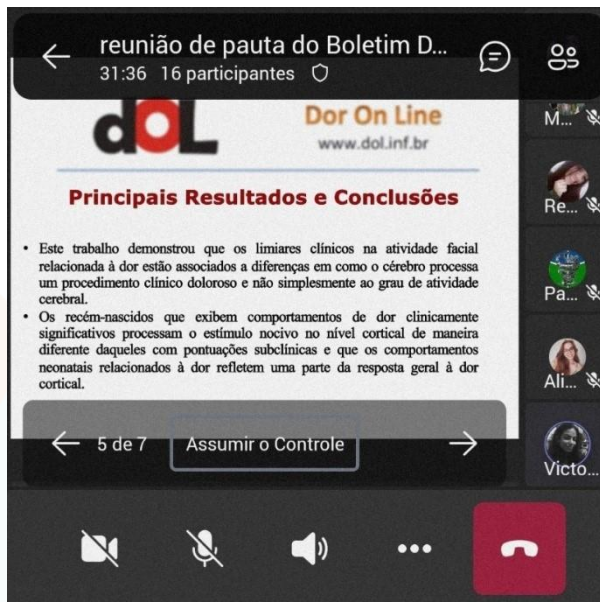 reunião de pauta do Boletim D...
31:36 16 participantes
dOL
Dor On Line
www.dol.inf.br
M...
Principais Resultados e Conclusões
Re...
• Este trabalho demonstrou que os limiares clínicos na atividade facial
relacionada à dor estão associados a diferenças em como o cérebro processa
um procedimento clínico doloroso e não simplesmente ao grau de atividade
cerebral.
Pa...
• Os recém-nascidos que exibem comportamentos de dor clinicamente
significativos processam o estímulo nocivo no nível cortical de maneira
diferente daqueles com pontuações subclínicas e que os comportamentos
neonatais relacionados à dor refletem uma parte da resposta geral à dor
cortical.
Ali...
5 de 7
Assumir o Controle
Victo...